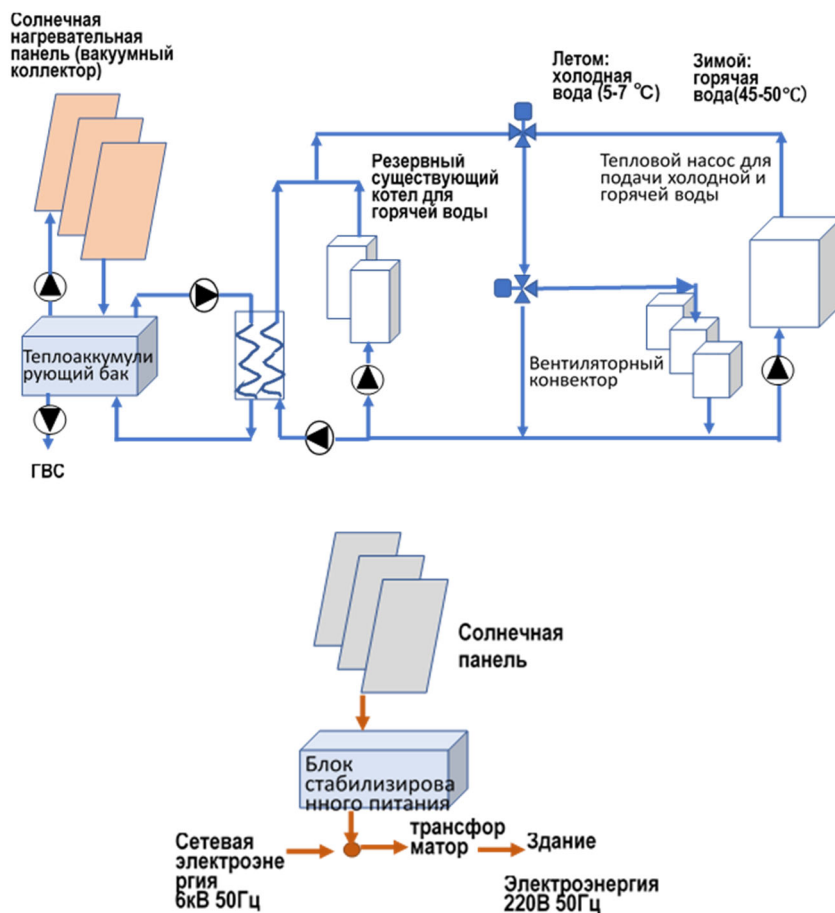 Солнечная
нагревательная
панель (вакуумный
коллектор)
Летом:
холодная
вода (5-7 °C)
Зимой:
горячая
вода(45-50°C)
Резервный
существующий
котел для
горячей воды
Тепловой насос для
подачи холодной и
горячей воды
Теплоаккумули
рующий бак
Вентиляторный
конвектор
ГВС
Солнечная
панель
Блок
стабилизирова
нного питания
Сетевая
электроэне
ргия
6кВ 50Гц
трансфор
матор
Здание
Электроэнергия
220В 50Гц